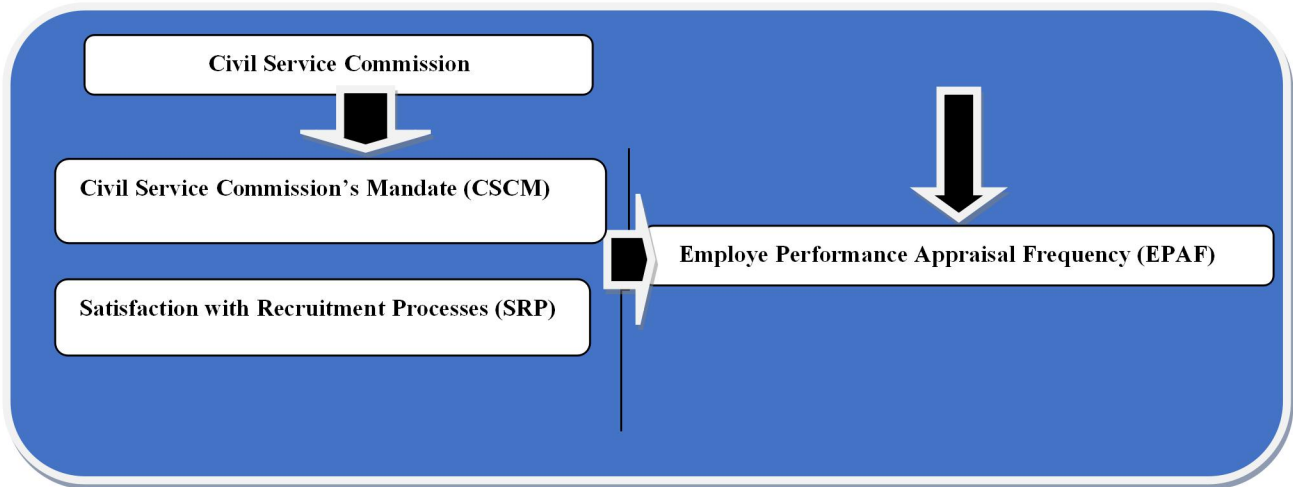 Civil Service Commission
Civil Service Commission’s Mandate (CSCM)
Employe Performance Appraisal Frequency (EPAF)
Satisfaction with Recruitment Processes (SRP)